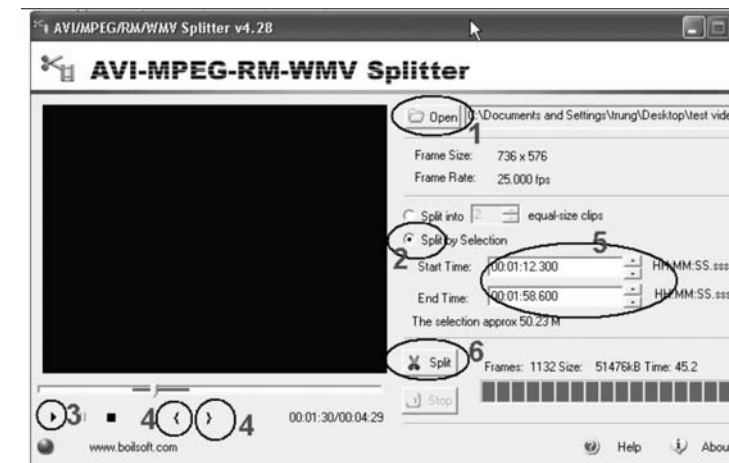 AVI/MPEG/RM/WMV Splitter v4.28
AVI-MPEG-RM-WMV Splitter
Open :\Documents and Settings\trung\Desktop\test vide
1
Frame Size: 736 x 576
Frame Rate: 25.000 fps
Split into 2 equal-size clips
Split by Selection
2
5
Start Time: 00:01:12.300 HH:MM:SS.sss
End Time: 00:01:58.600 HH:MM:SS.sss
The selection approx 50.23 M
Split 6 Frames: 1132 Size: 51476kB Time: 45.2
Stop
3 4 4 00:01:30/00:04:29
www.boilsoft.com Help Abou